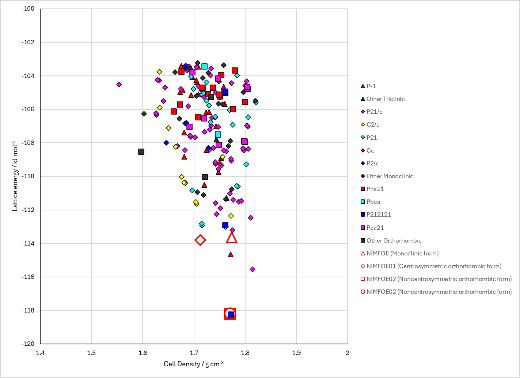 -100
-102
-104
-106
-108
-110
-112
-114
-116
-118
-120
Lattice energy / kJ mol⁻¹
1.4
1.5
1.6
1.7
1.8
1.9
2
Cell Density / g cm⁻³
P-1
Other Triclinic
P21/c
C2/c
P21
Cc
P2/c
Other Monoclinic
Pna21
Pbca
P212121
Pca21
Other Orthorhombic
NIMFOE (Monoclinic form)
NIMFOE01 (Centrosymmetric orthorhombic form)
NIMFOE02 (Noncentrosymmetric orthorhombic form)
NIMFOE02 (Noncentrosymmetric orthorhombic form)